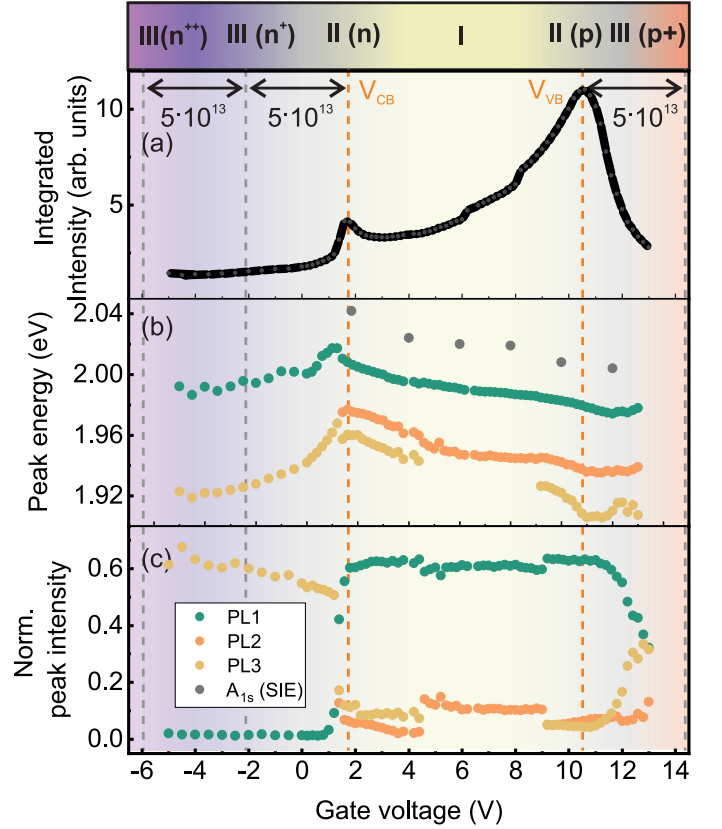 III(n++) III (n+) II (n) I II (p) III (p+)
5·10^13 5·10^13 V_CB V_VB 5·10^13
(a)
10
5
Integrated
Intensity (arb. units)
(b)
2.04
2.00
1.96
1.92
Peak energy (eV)
(c)
0.6
0.4
0.2
0.0
Norm.
peak intensity
PL1
PL2
PL3
A_1s (SIE)
-6 -4 -2 0 2 4 6 8 10 12 14
Gate voltage (V)